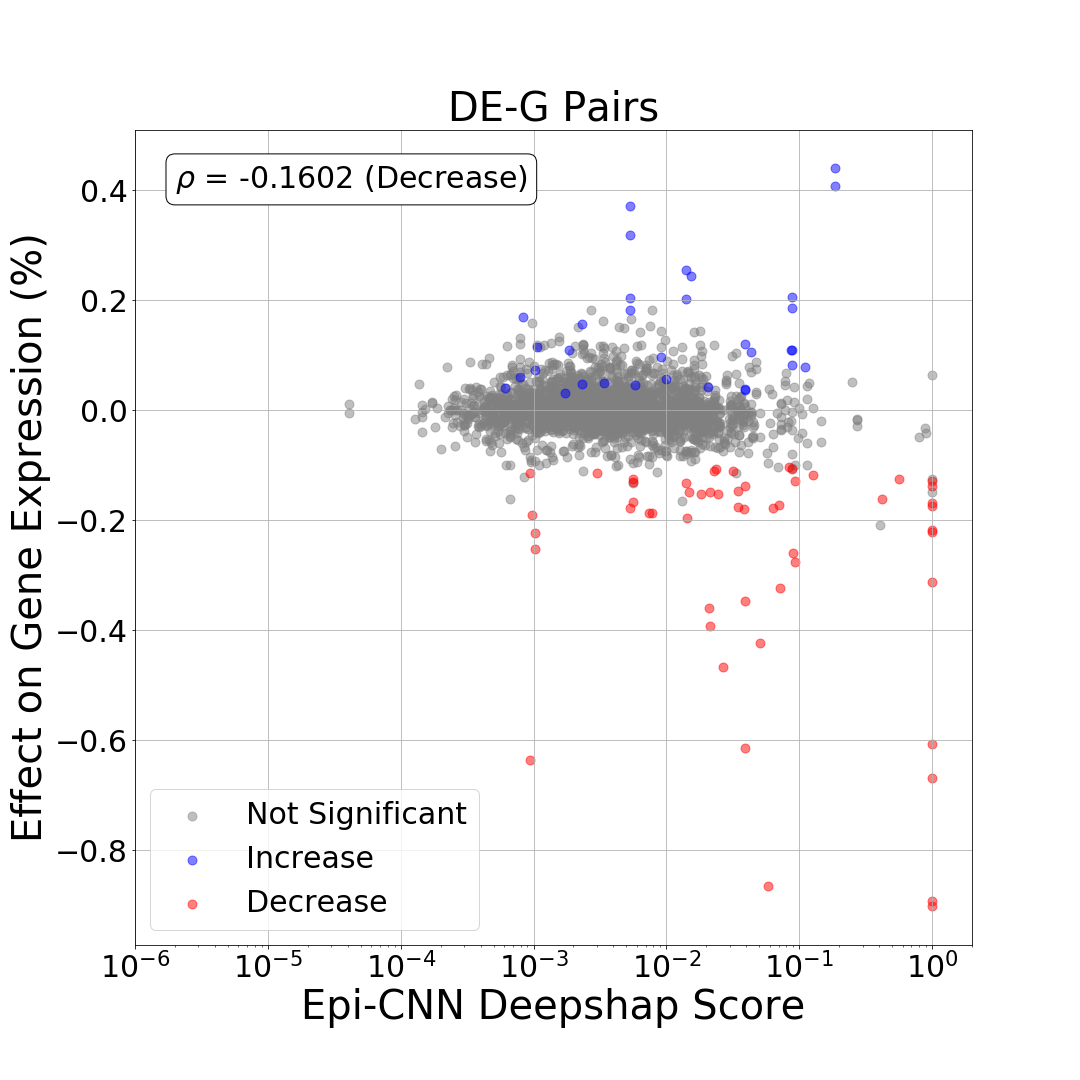 DE-G Pairs
ρ = -0.1602 (Decrease)
Effect on Gene Expression (%)
0.4
0.2
0.0
−0.2
−0.4
−0.6
−0.8
Not Significant
Increase
Decrease
10⁻⁶ 10⁻⁵ 10⁻⁴ 10⁻³ 10⁻² 10⁻¹ 10⁰
Epi-CNN Deepshap Score